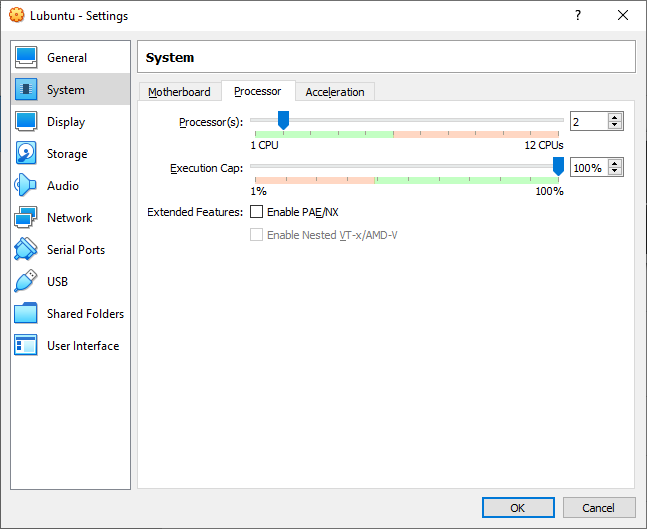 Lubuntu - Settings
General
System
Display
Storage
Audio
Network
Serial Ports
USB
Shared Folders
User Interface
System
Motherboard Processor Acceleration
Processor(s): 2
1 CPU 12 CPUs
Execution Cap: 100%
1% 100%
Extended Features: Enable PAE/NX
Enable Nested VT-x/AMD-V
OK Cancel